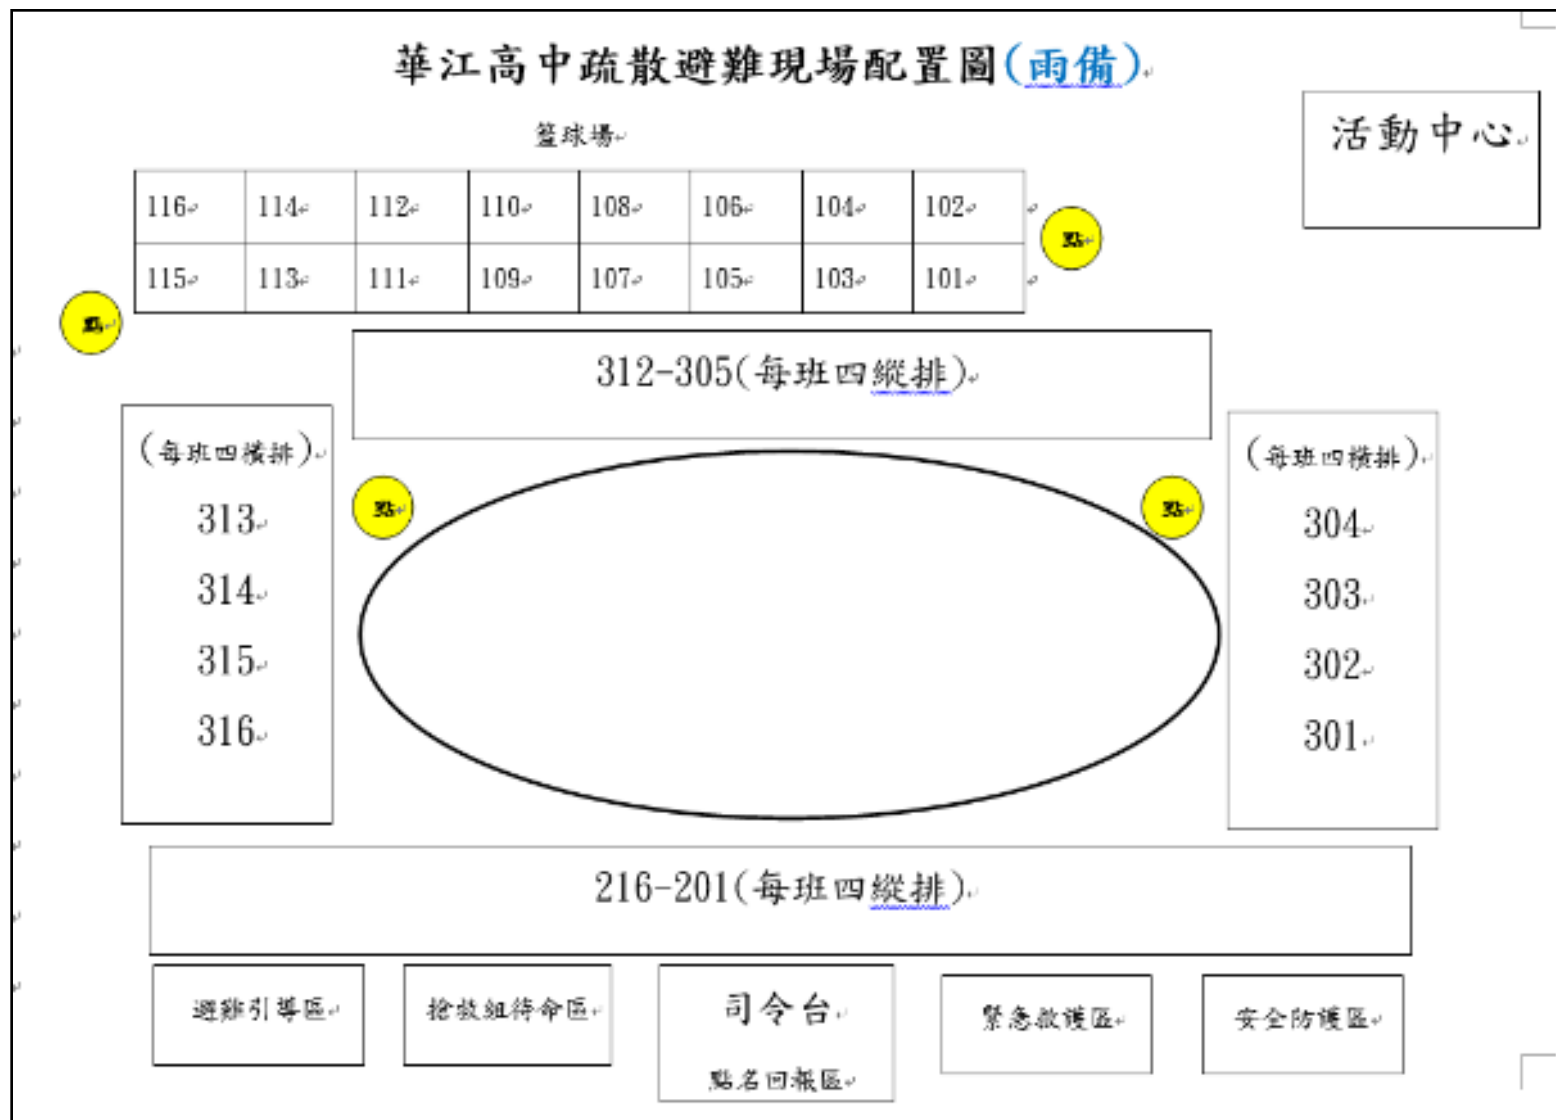 華江高中疏散避難現場配置圖(雨備)
活動中心
籃球場
116 114 112 110 108 106 104 102
點
115 113 111 109 107 105 103 101
點
312-305(每班四縱排)
(每班四橫排)
313
314
315
316
點
點
(每班四橫排)
304
303
302
301
216-201(每班四縱排)
避難引導區
搶救組待命區
司令台
點名回報區
緊急救護區
安全防護區